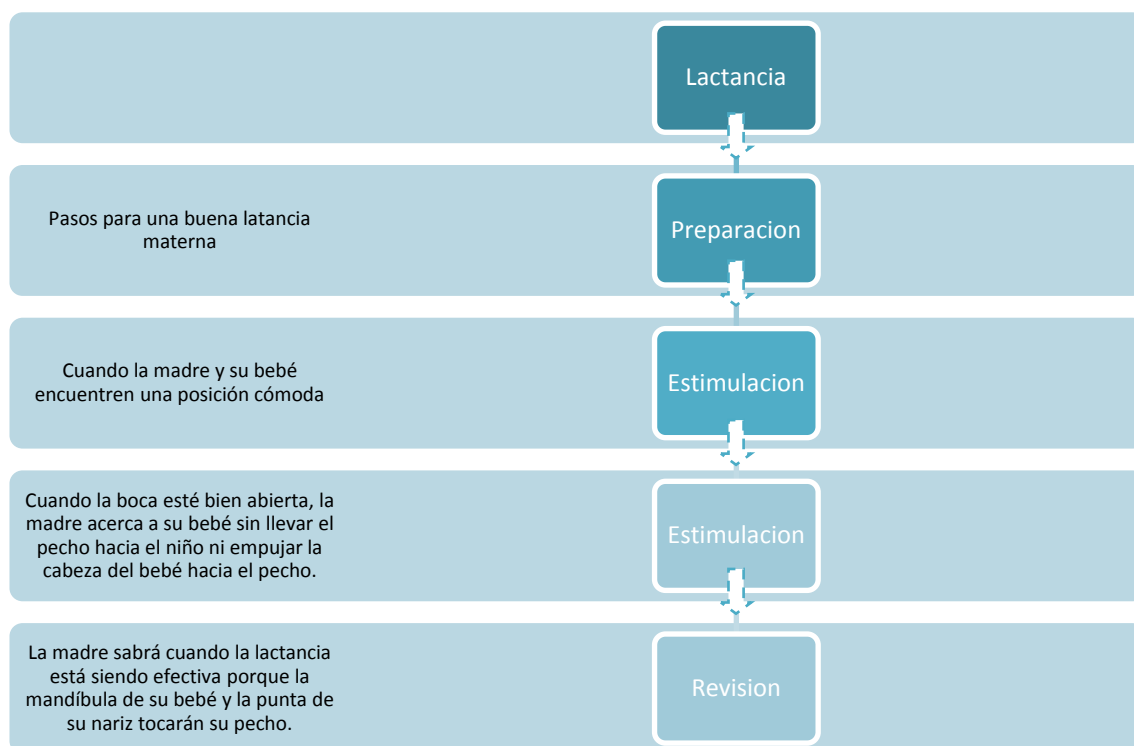 Lactancia
Pasos para una buena latancia
materna
Preparacion
Cuando la madre y su bebé
encuentren una posición cómoda
Estimulacion
Cuando la boca esté bien abierta, la
madre acerca a su bebé sin llevar el
pecho hacia el niño ni empujar la
cabeza del bebé hacia el pecho.
Estimulacion
La madre sabrá cuando la lactancia
está siendo efectiva porque la
mandíbula de su bebé y la punta de
su nariz tocarán su pecho.
Revision